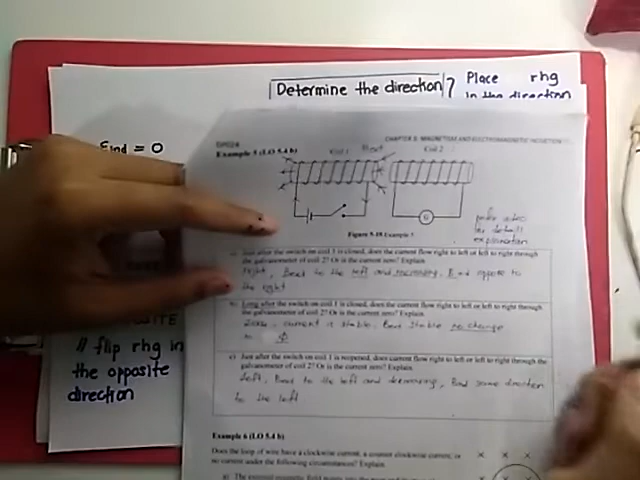 Determine the direction ? Place rhg
in the direction
Eind = 0
CHAPTER 5: MAGNETISM AND ELECTROMAGNETIC INDUCTION
Example 5 (LO 5.4 b) Coil 1 Bext Coil 2
G
Figure 5-10 Example 5
for detail
explanation
a) Just after the switch on coil 1 is closed, does the current flow right to left or left to right through
the galvanometer of coil 2? Or is the current zero? Explain
right, Bext to the left and increasing, Bind oppose to
the right
b) Long after the switch on coil 1 is closed, does the current flow right to left or left to right through
the galvanometer of coil 2? Or is the current zero? Explain.
zero, current is stable, Bext stable no change
in Φ
c) Just after the switch on coil 1 is reopened, does the current flow right to left or left to right through the
galvanometer of coil 2? Or is the current zero? Explain.
left, Bext to the left and decreasing, Bind same direction
to the left
// flip rhg in
the opposite
direction
Example 6 (LO 5.4 b)
Does the loop of wire have a clockwise current, a counter clockwise current, or x x x
no current under the following circumstances? Explain. x x x